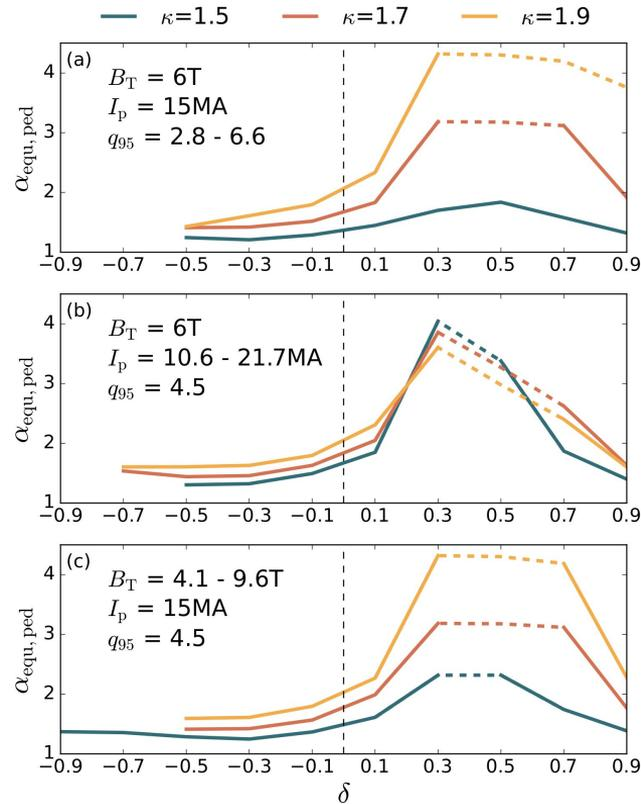 κ=1.5 κ=1.7 κ=1.9
(a)
B_T = 6T
I_p = 15MA
q_95 = 2.8 - 6.6
α_equ, ped
4
3
2
1
−0.9 −0.7 −0.5 −0.3 −0.1 0.1 0.3 0.5 0.7 0.9
(b)
B_T = 6T
I_p = 10.6 - 21.7MA
q_95 = 4.5
α_equ, ped
4
3
2
1
−0.9 −0.7 −0.5 −0.3 −0.1 0.1 0.3 0.5 0.7 0.9
(c)
B_T = 4.1 - 9.6T
I_p = 15MA
q_95 = 4.5
α_equ, ped
4
3
2
1
−0.9 −0.7 −0.5 −0.3 −0.1 0.1 0.3 0.5 0.7 0.9
δ